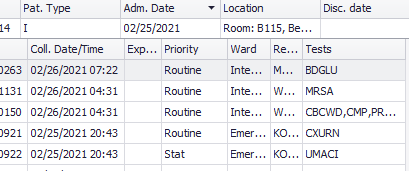 Pat. Type Adm. Date Location Disc. date
14 I 02/25/2021 Room: B115, Be...
Coll. Date/Time Exp... Priority Ward Re... Tests
0263 02/26/2021 07:22 Routine Inte... M... BDGLU
1131 02/26/2021 04:31 Routine Inte... W... MRSA
0150 02/26/2021 04:31 Routine Inte... W... CBCWD,CMP,PR...
0921 02/25/2021 20:43 Routine Emer... KO... CXURN
0922 02/25/2021 20:43 Stat Emer... KO... UMACI